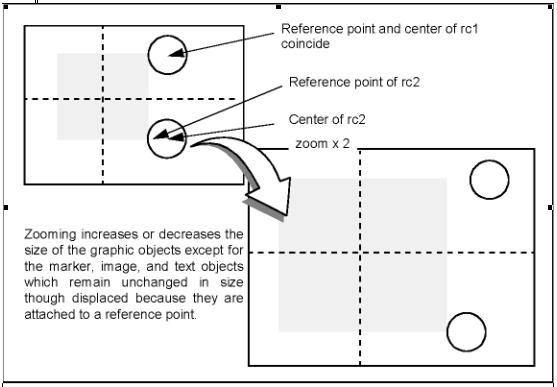 Reference point and center of rc1
coincide
Reference point of rc2
Center of rc2
zoom x 2
Zooming increases or decreases the
size of the graphic objects except for
the marker, image, and text objects
which remain unchanged in size
though displaced because they are
attached to a reference point.